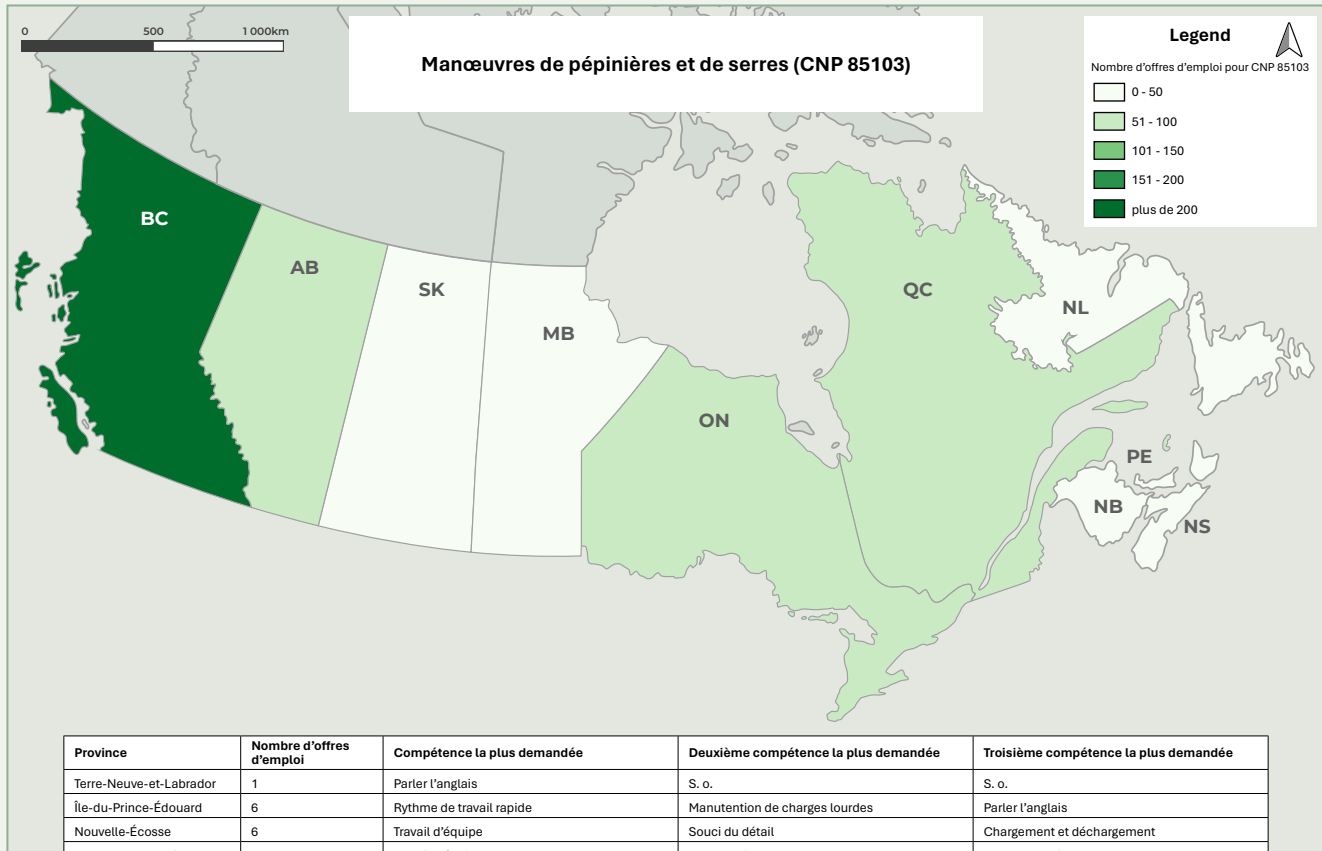 0 500 1 000km
Manœuvres de pépinières et de serres (CNP 85103)
Legend
Nombre d'offres d'emploi pour CNP 85103
0 - 50
51 - 100
101 - 150
151 - 200
plus de 200
BC
AB
SK
MB
ON
QC
NL
PE
NB
NS
Province Nombre d'offres d'emploi Compétence la plus demandée Deuxième compétence la plus demandée Troisième compétence la plus demandée
Terre-Neuve-et-Labrador 1 Parler l'anglais S. o. S. o.
Île-du-Prince-Édouard 6 Rythme de travail rapide Manutention de charges lourdes Parler l'anglais
Nouvelle-Écosse 6 Travail d'équipe Souci du détail Chargement et déchargement